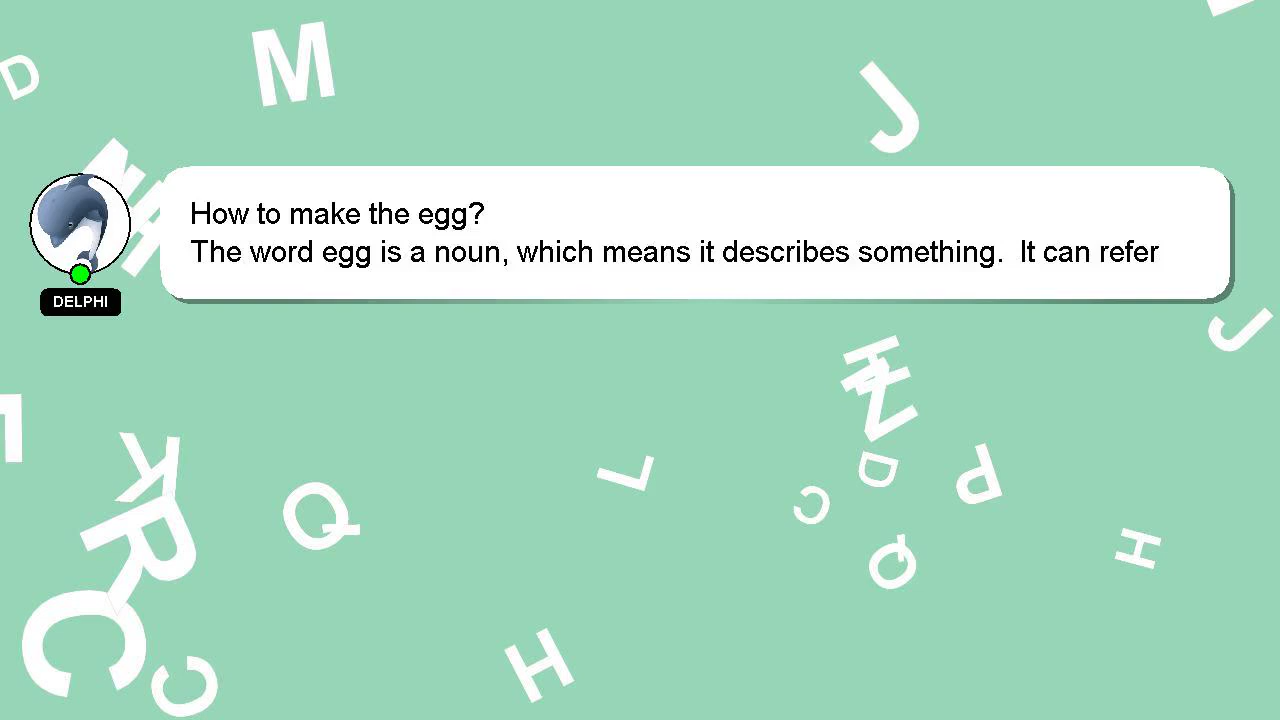 M
D
J
How to make the egg?
The word egg is a noun, which means it describes something.  It can refer
DELPHI
J
H
Z
K
L
D
P
C
R
Q
Q
H
C
H
C